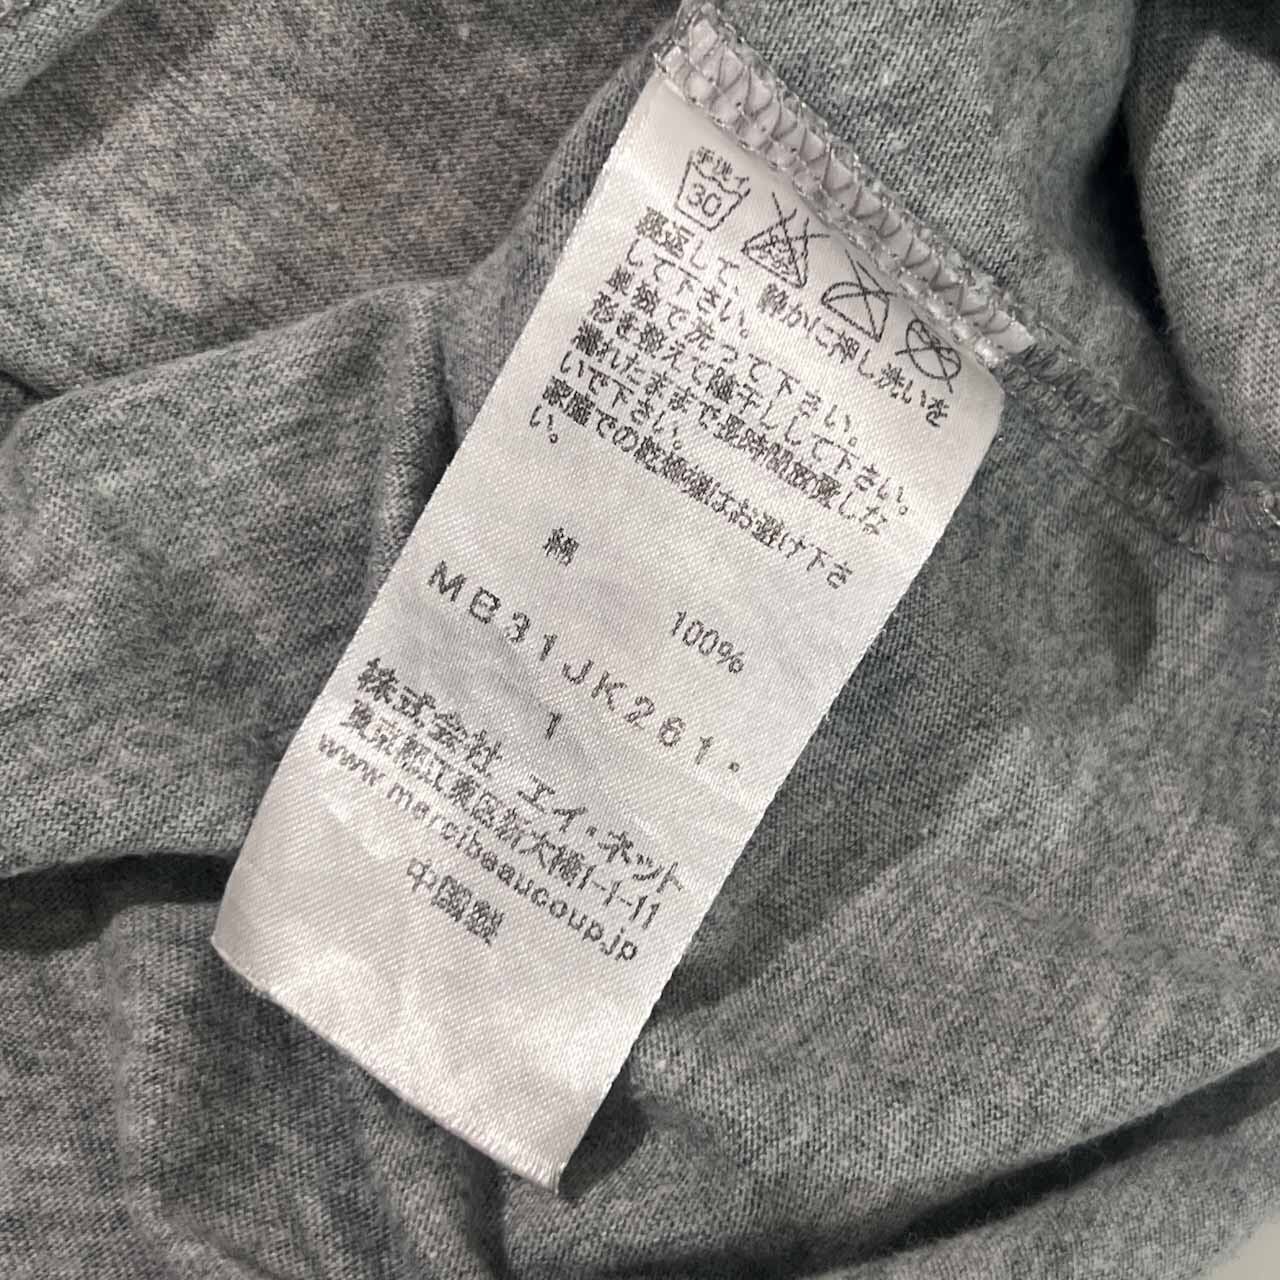 手洗イ
30
裏返して、静かに押し洗いを
して下さい。
単独で洗って下さい。
形を整えて陰干しして下さい。
濡れたままで長時間放置しな
いで下さい。
家庭での乾燥機はお避け下さ
い。
綿 100%
MB31JK261.
1
株式会社 エイ・ネット
東京都江東区新大橋1-1-11
www.mercibeaucoup.jp
中国製